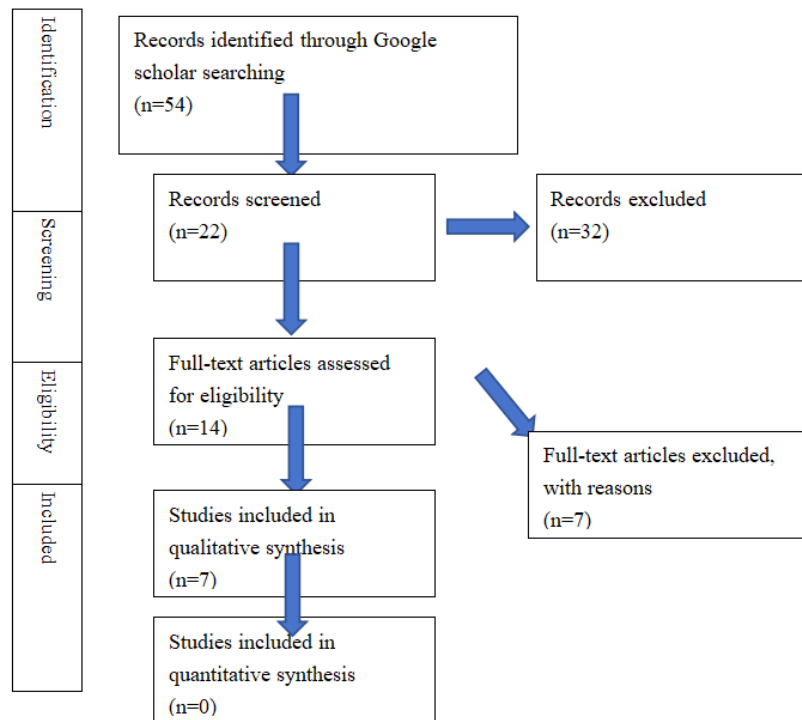 Identification
Records identified through Google
scholar searching
(n=54)
Screening
Records screened
(n=22)
Records excluded
(n=32)
Eligibility
Full-text articles assessed
for eligibility
(n=14)
Full-text articles excluded,
with reasons
(n=7)
Included
Studies included in
qualitative synthesis
(n=7)
Studies included in
quantitative synthesis
(n=0)